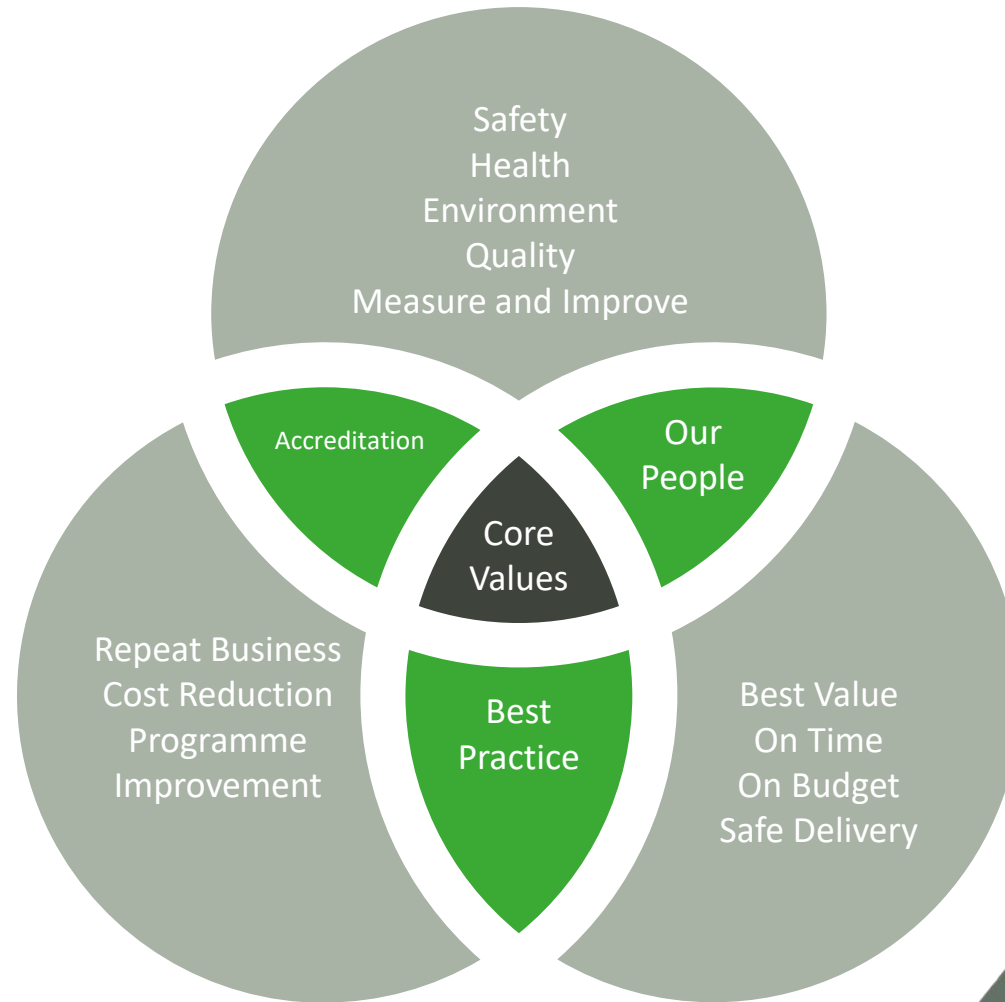 Safety
Health
Environment
Quality
Measure and Improve
Accreditation
Our
People
Core
Values
Repeat Business
Cost Reduction
Programme
Improvement
Best
Practice
Best Value
On Time
On Budget
Safe Delivery